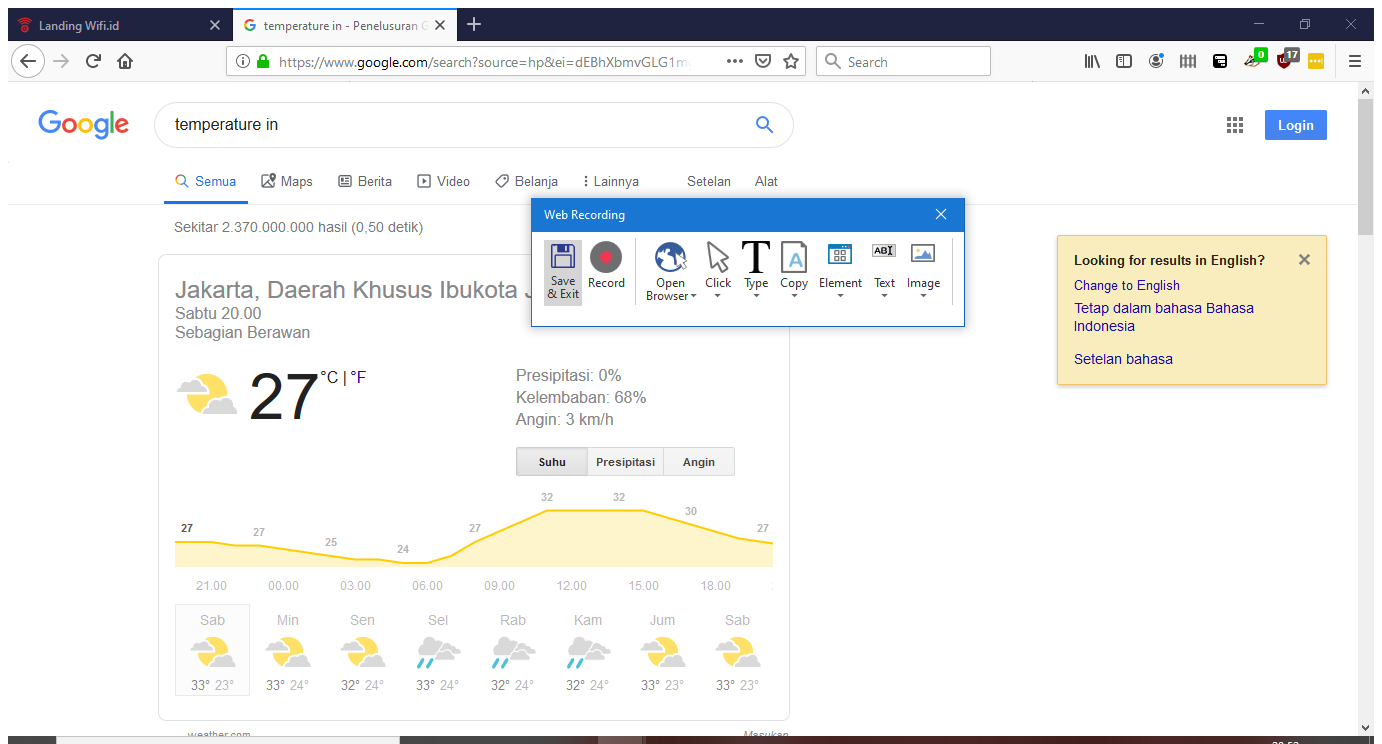 Landing Wifi.id
temperature in - Penelusuran G
https://www.google.com/search?source=hp&ei=dEBhXbmvGLG1m
Search
0
17
Google
temperature in
Login
Semua Maps Berita Video Belanja Lainnya Setelan Alat
Sekitar 2.370.000.000 hasil (0,50 detik)
Web Recording
Save & Exit
Record
Open Browser
Click
Type
Copy
Element
Text
Image
T
A
AB
Looking for results in English?
Change to English
Tetap dalam bahasa Bahasa
Indonesia
Setelan bahasa
Jakarta, Daerah Khusus Ibukota J
Sabtu 20.00
Sebagian Berawan
27 °C | °F
Presipitasi: 0%
Kelembaban: 68%
Angin: 3 km/h
Suhu Presipitasi Angin
27 27 25 24 27 32 32 30 27
21.00 00.00 03.00 06.00 09.00 12.00 15.00 18.00
Sab Min Sen Sel Rab Kam Jum Sab
33° 23° 33° 24° 32° 24° 33° 24° 32° 24° 32° 24° 33° 23° 33° 23°
weather.com
Masukan